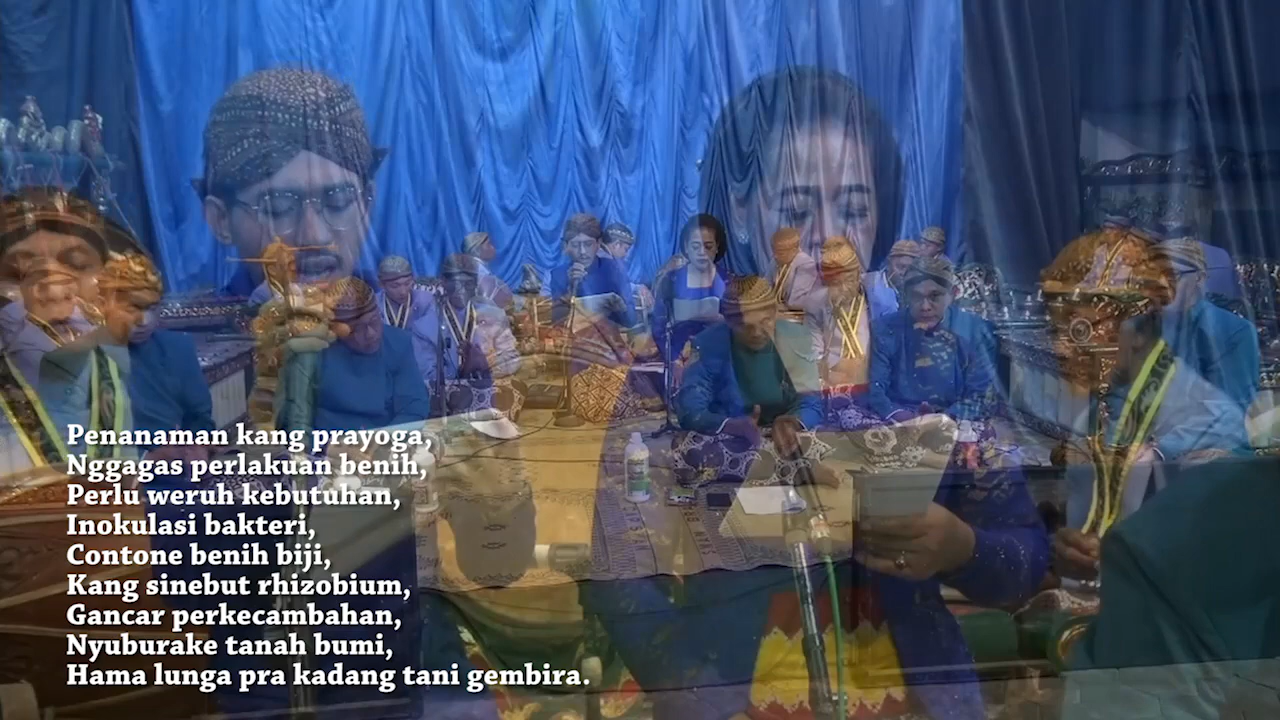 Penanaman kang prayoga,
Nggagas perlakuan benih,
Perlu weruh kebutuhan,
Inokulasi bakteri,
Contone benih biji,
Kang sinebut rhizobium,
Gancar perkecambahan,
Nyuburake tanah bumi,
Hama lunga pra kadang tani gembira.